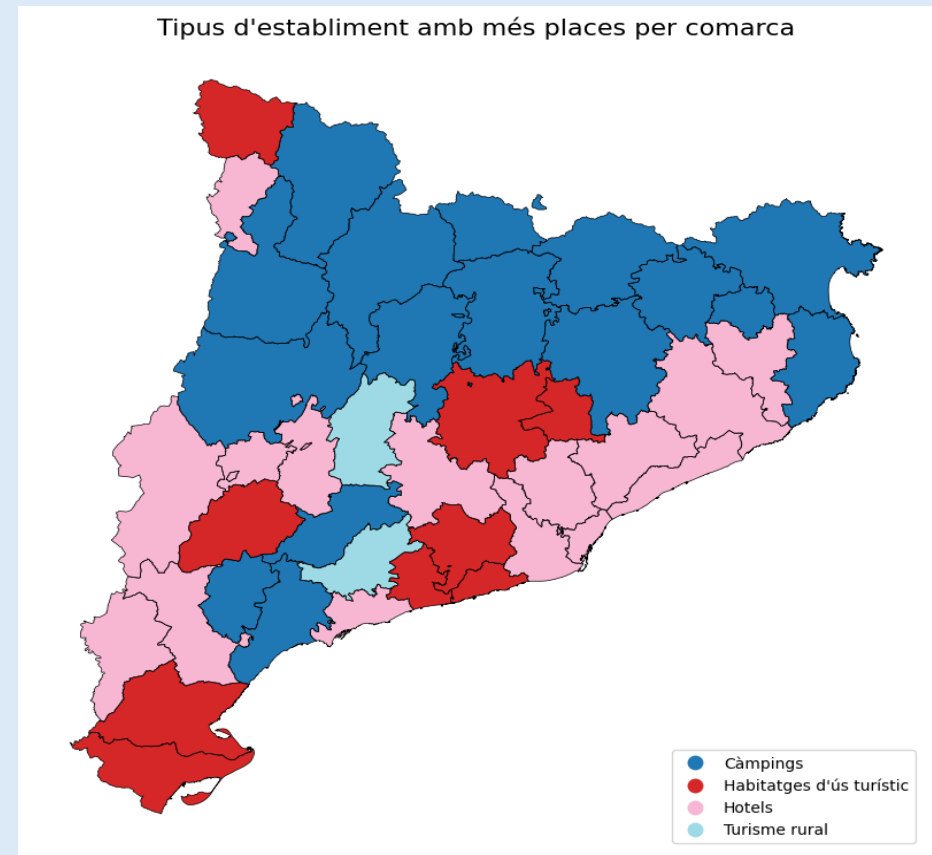 Tipus d'establiment amb més places per comarca
Càmpings
Habitatges d'ús turístic
Hotels
Turisme rural